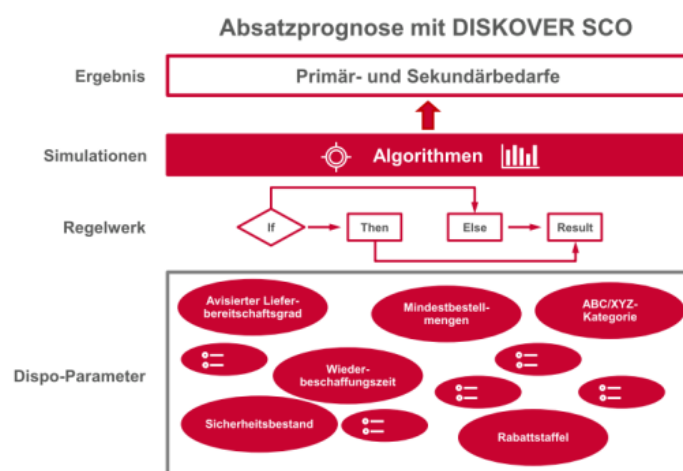 Absatzprognose mit DISKOVER SCO
Ergebnis
Primär- und Sekundärbedarfe
Simulationen
Algorithmen
Regelwerk
If
Then
Else
Result
Dispo-Parameter
Avisierter Liefer-
bereitschaftsgrad
Mindestbestell-
mengen
ABC/XYZ-
Kategorie
Wieder-
beschaffungszeit
Sicherheitsbestand
Rabattstaffel